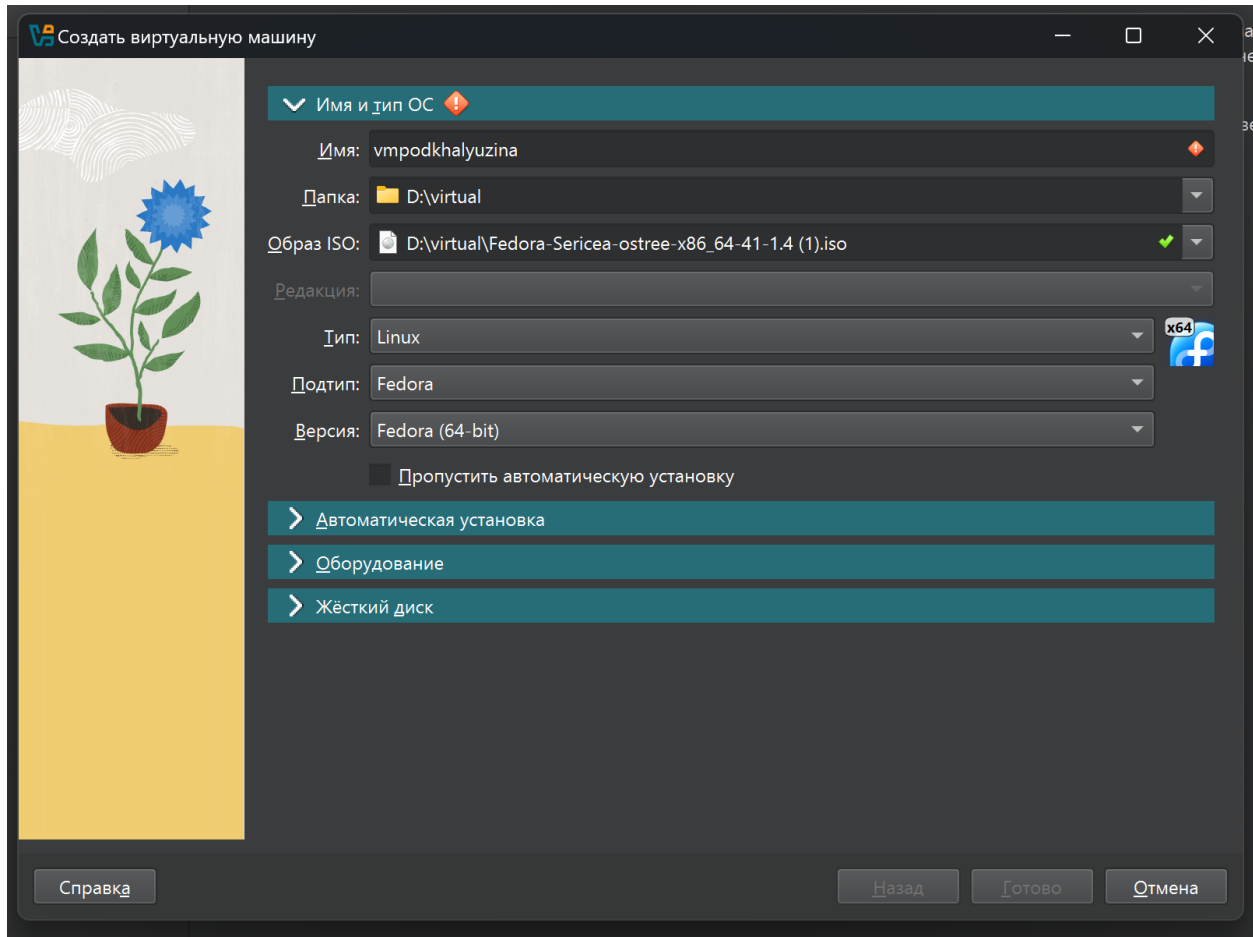 Создать виртуальную машину
Имя и тип ОС
Имя: vmpodkhalyuzina
Папка: D:\virtual
Образ ISO: D:\virtual\Fedora-Sericea-ostree-x86_64-41-1.4 (1).iso
Редакция:
Тип: Linux
x64
Подтип: Fedora
Версия: Fedora (64-bit)
Пропустить автоматическую установку
Автоматическая установка
Оборудование
Жёсткий диск
Справка
Назад
Готово
Отмена